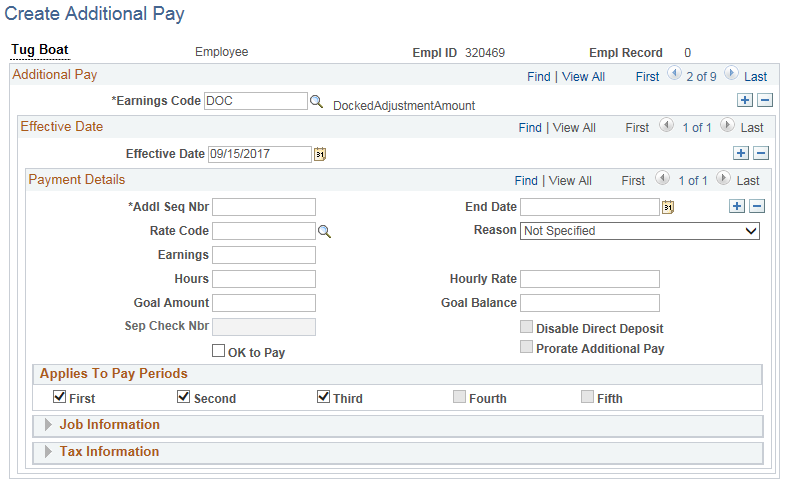 Create Additional Pay
Tug Boat Employee Empl ID 320469 Empl Record 0
Additional Pay Find | View All First 2 of 9 Last
*Earnings Code DOC DockedAdjustmentAmount
Effective Date Find | View All First 1 of 1 Last
Effective Date 09/15/2017 31
Payment Details Find | View All First 1 of 1 Last
*Addl Seq Nbr End Date 31
Rate Code Reason Not Specified
Earnings
Hours Hourly Rate
Goal Amount Goal Balance
Sep Check Nbr Disable Direct Deposit
OK to Pay Prorate Additional Pay
Applies To Pay Periods
First Second Third Fourth Fifth
Job Information
Tax Information